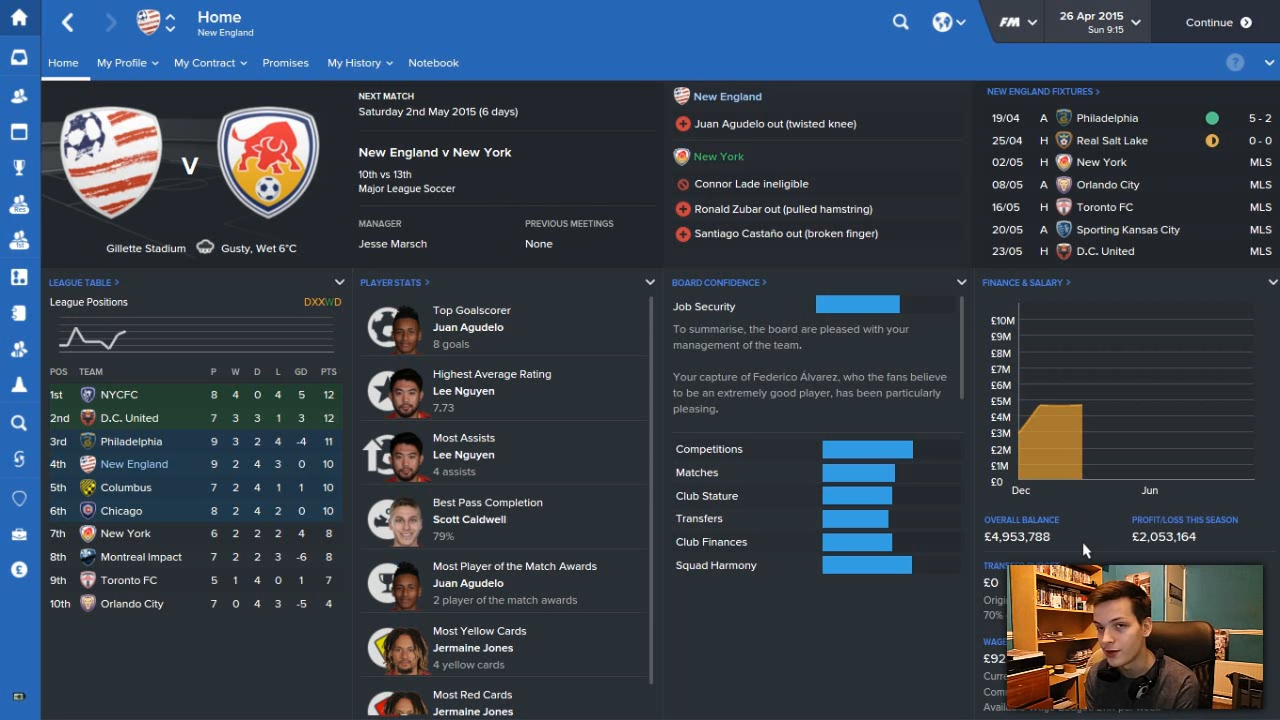 Home
New England
FM
26 Apr 2015
Sun 9:15
Continue
Home My Profile My Contract Promises My History Notebook
?
V
Gillette Stadium Gusty, Wet 6°C
NEXT MATCH
Saturday 2nd May 2015 (6 days)
New England v New York
10th vs 13th
Major League Soccer
MANAGER PREVIOUS MEETINGS
Jesse Marsch None
New England
Juan Agudelo out (twisted knee)
New York
Connor Lade ineligible
Ronald Zubar out (pulled hamstring)
Santiago Castaño out (broken finger)
NEW ENGLAND FIXTURES >
19/04 A Philadelphia 5 - 2
25/04 H Real Salt Lake 0 - 0
02/05 H New York MLS
08/05 A Orlando City MLS
16/05 H Toronto FC MLS
20/05 A Sporting Kansas City MLS
23/05 H D.C. United MLS
LEAGUE TABLE >
League Positions DXXWD
POS TEAM P W D L GD PTS
1st NYCFC 8 4 0 4 5 12
2nd D.C. United 7 3 3 1 3 12
3rd Philadelphia 9 3 2 4 -4 11
4th New England 9 2 4 3 0 10
5th Columbus 7 2 4 1 1 10
6th Chicago 8 2 4 2 0 10
7th New York 6 2 2 2 4 8
8th Montreal Impact 7 2 2 3 -6 8
9th Toronto FC 5 1 4 0 1 7
10th Orlando City 7 0 4 3 -5 4
PLAYER STATS >
Top Goalscorer
Juan Agudelo
8 goals
Highest Average Rating
Lee Nguyen
7.73
Most Assists
Lee Nguyen
4 assists
Best Pass Completion
Scott Caldwell
79%
Most Player of the Match Awards
Juan Agudelo
2 player of the match awards
Most Yellow Cards
Jermaine Jones
4 yellow cards
Most Red Cards
Jermaine Jones
BOARD CONFIDENCE >
Job Security
To summarise, the board are pleased with your
management of the team.
Your capture of Federico Álvarez, who the fans believe
to be an extremely good player, has been particularly
pleasing.
Competitions
Matches
Club Stature
Transfers
Club Finances
Squad Harmony
FINANCE & SALARY >
£10M
£9M
£8M
£7M
£6M
£5M
£4M
£3M
£2M
£1M
£0
Dec Jun
OVERALL BALANCE PROFIT/LOSS THIS SEASON
£4,953,788 £2,053,164
£0
70%